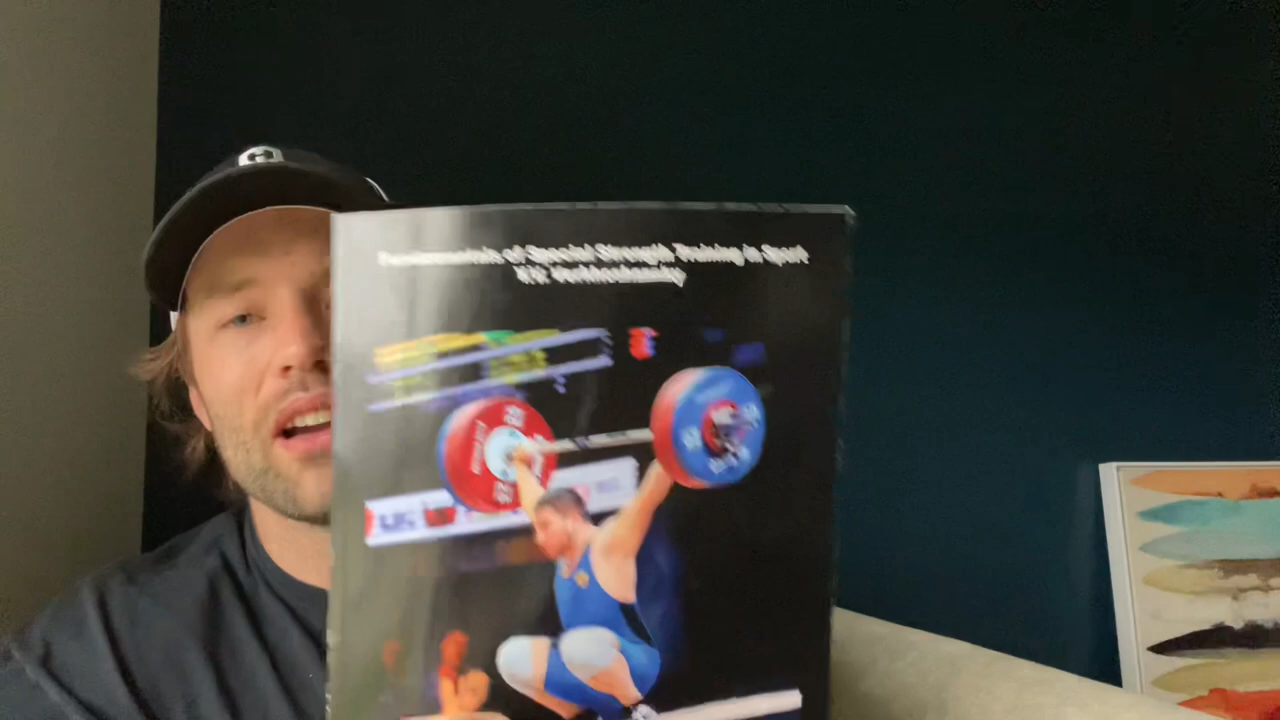 Fundamentals of Special Strength Training in Sport
Y.V. Verkhoshansky